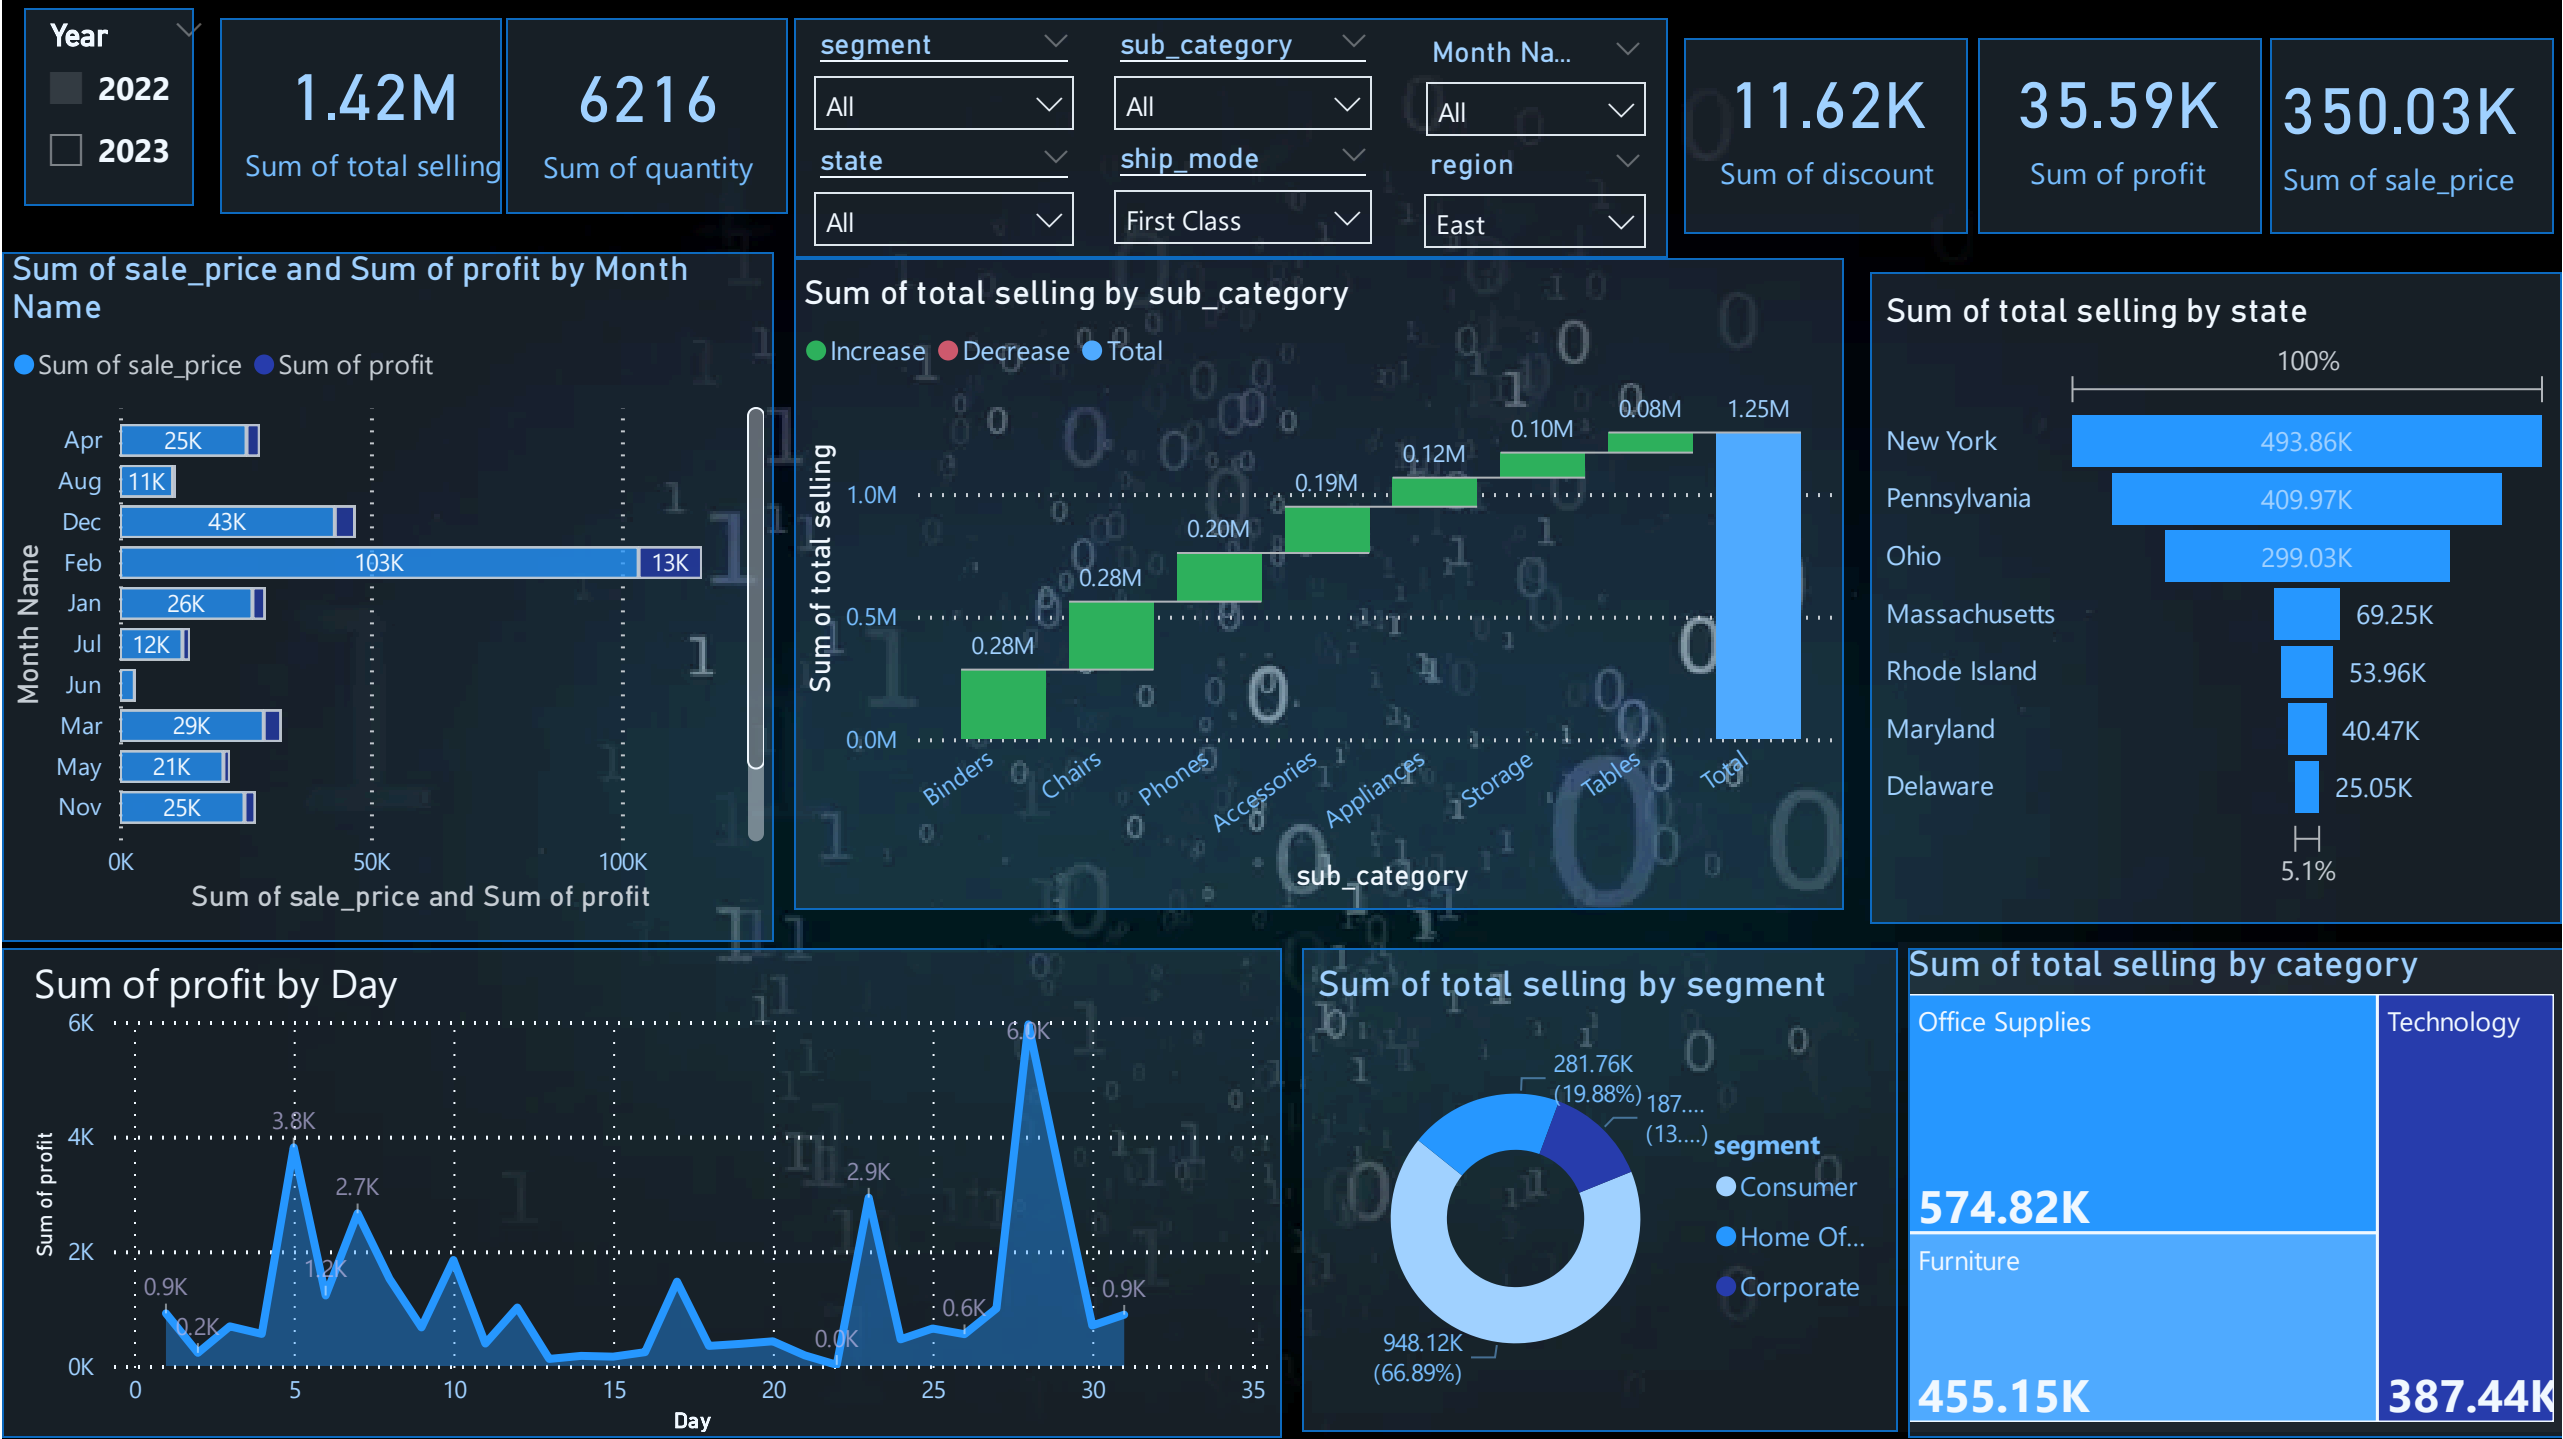 Year
2022
2023
1.42M
Sum of total selling
6216
Sum of quantity
segment
All
sub_category
All
Month Na...
All
state
All
ship_mode
First Class
region
East
11.62K
Sum of discount
35.59K
Sum of profit
350.03K
Sum of sale_price
Sum of sale_price and Sum of profit by Month
Name
Sum of sale_price
Sum of profit
Month Name
Apr
25K
Aug
11K
Dec
43K
Feb
103K
13K
Jan
26K
Jul
12K
Jun
Mar
29K
May
21K
Nov
25K
0K
50K
100K
Sum of sale_price and Sum of profit
Sum of total selling by sub_category
Increase
Decrease
Total
Sum of total selling
1.0M
0.5M
0.0M
0.28M
0.28M
0.20M
0.19M
0.12M
0.10M
0.08M
1.25M
Binders
Chairs
Phones
Accessories
Appliances
Storage
Tables
Total
sub_category
Sum of total selling by state
100%
New York
493.86K
Pennsylvania
409.97K
Ohio
299.03K
Massachusetts
69.25K
Rhode Island
53.96K
Maryland
40.47K
Delaware
25.05K
5.1%
Sum of profit by Day
Sum of profit
6K
4K
2K
0K
0.9K
0.2K
3.8K
1.2K
2.7K
0.0K
2.9K
0.6K
6.0K
0.9K
0
5
10
15
20
25
30
35
Day
Sum of total selling by segment
281.76K
(19.88%)
187....
(13....)
948.12K
(66.89%)
segment
Consumer
Home Of...
Corporate
Sum of total selling by category
Office Supplies
574.82K
Furniture
455.15K
Technology
387.44K